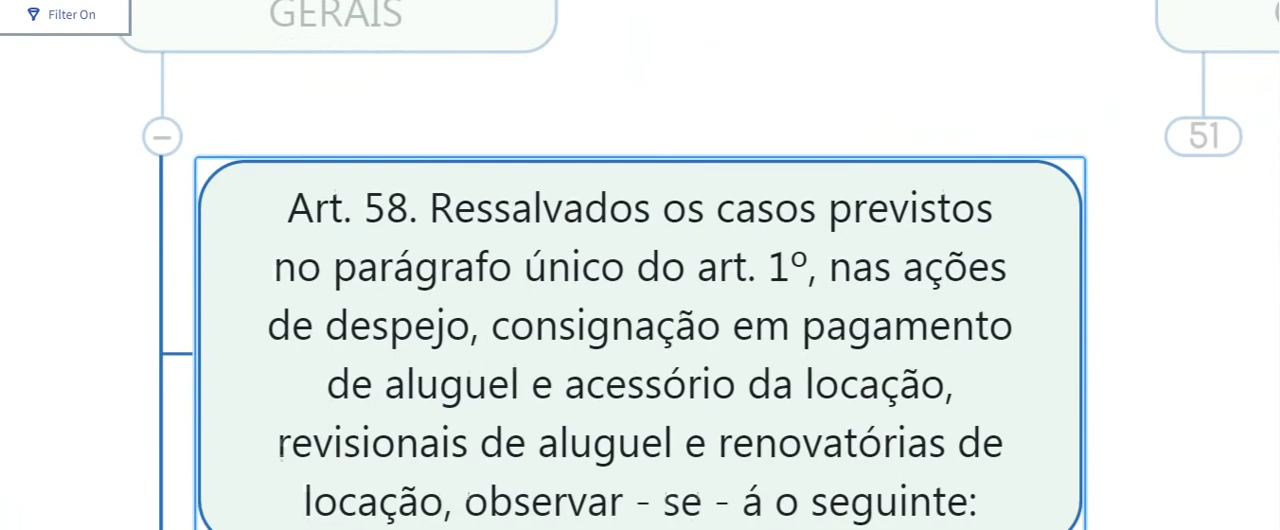 Filter On
GERAIS
51
Art. 58. Ressalvados os casos previstos
no parágrafo único do art. 1º, nas ações
de despejo, consignação em pagamento
de aluguel e acessório da locação,
revisionais de aluguel e renovatórias de
locação, observar - se - á o seguinte: